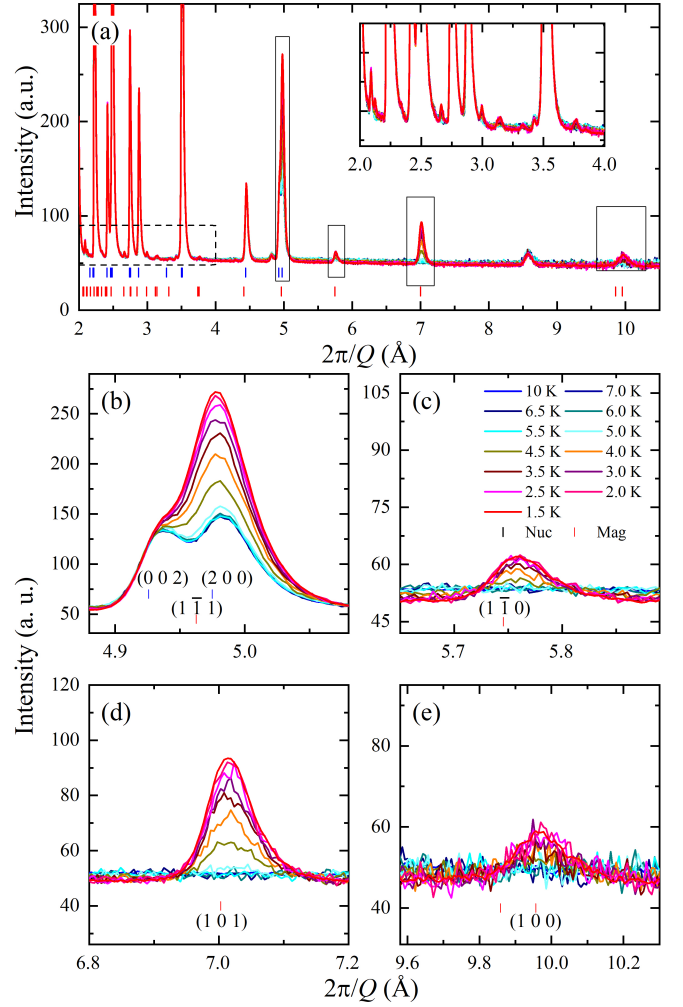 (a)
300
200
100
0
Intensity (a.u.)
2 3 4 5 6 7 8 9 10
2π/Q (Å)
2.0 2.5 3.0 3.5 4.0
(b)
250
200
150
100
50
(0 0 2) (2 0 0)
(1 1̅ 1)
4.9 5.0
(c)
105
90
75
60
45
10 K 7.0 K
6.5 K 6.0 K
5.5 K 5.0 K
4.5 K 4.0 K
3.5 K 3.0 K
2.5 K 2.0 K
1.5 K
Nuc Mag
(1 1̅ 0)
5.7 5.8
Intensity (a. u.)
(d)
120
100
80
60
40
(1 0 1)
6.8 7.0 7.2
2π/Q (Å)
(e)
80
60
40
(1 0 0)
9.6 9.8 10.0 10.2
2π/Q (Å)